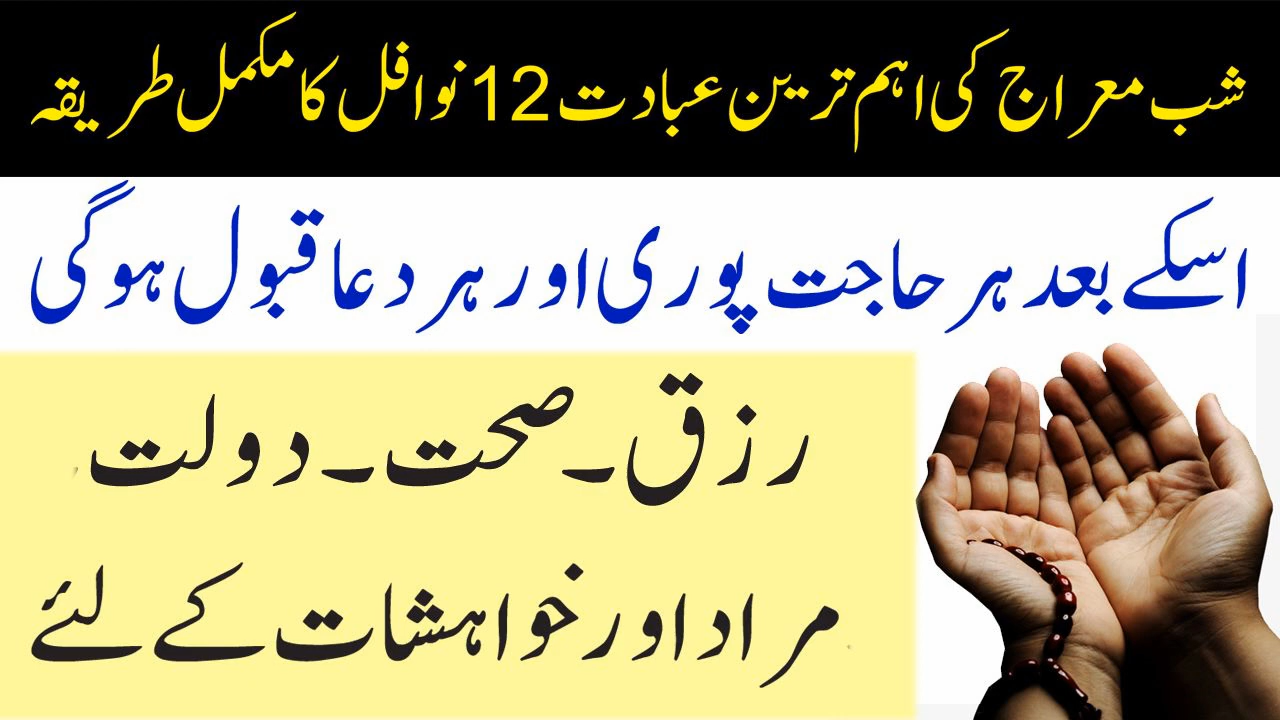 شب معراج کی اہم ترین عبادت 12 نوافل کا مکمل طریقہ
اسکے بعد ہر حاجت پوری اور ہر دعا قبول ہوگی
رزق۔صحت۔دولت
مراد اور خواہشات کے لئے